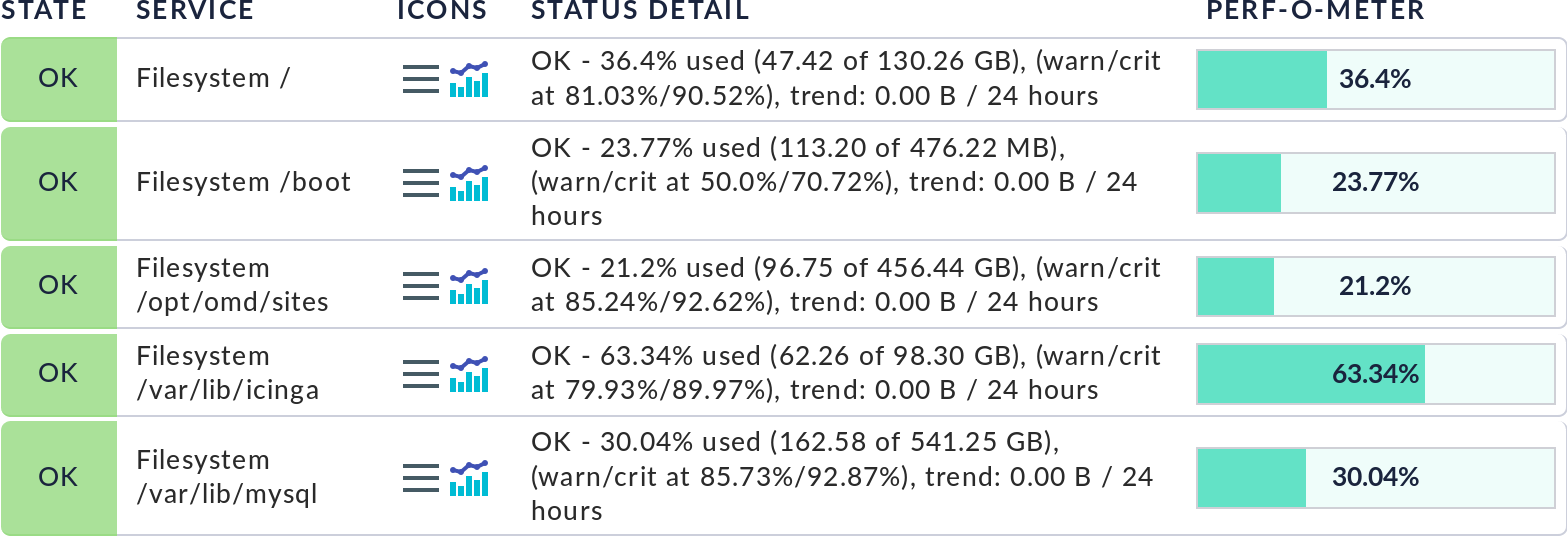 STATE SERVICE ICONS STATUS DETAIL PERF-O-METER
OK Filesystem / OK - 36.4% used (47.42 of 130.26 GB), (warn/crit 36.4%
at 81.03%/90.52%), trend: 0.00 B / 24 hours
OK Filesystem /boot OK - 23.77% used (113.20 of 476.22 MB),
(warn/crit at 50.0%/70.72%), trend: 0.00 B / 24 23.77%
hours
OK Filesystem OK - 21.2% used (96.75 of 456.44 GB), (warn/crit 21.2%
/opt/omd/sites at 85.24%/92.62%), trend: 0.00 B / 24 hours
OK Filesystem OK - 63.34% used (62.26 of 98.30 GB), (warn/crit 63.34%
/var/lib/icinga at 79.93%/89.97%), trend: 0.00 B / 24 hours
OK Filesystem OK - 30.04% used (162.58 of 541.25 GB),
/var/lib/mysql (warn/crit at 85.73%/92.87%), trend: 0.00 B / 24 30.04%
hours